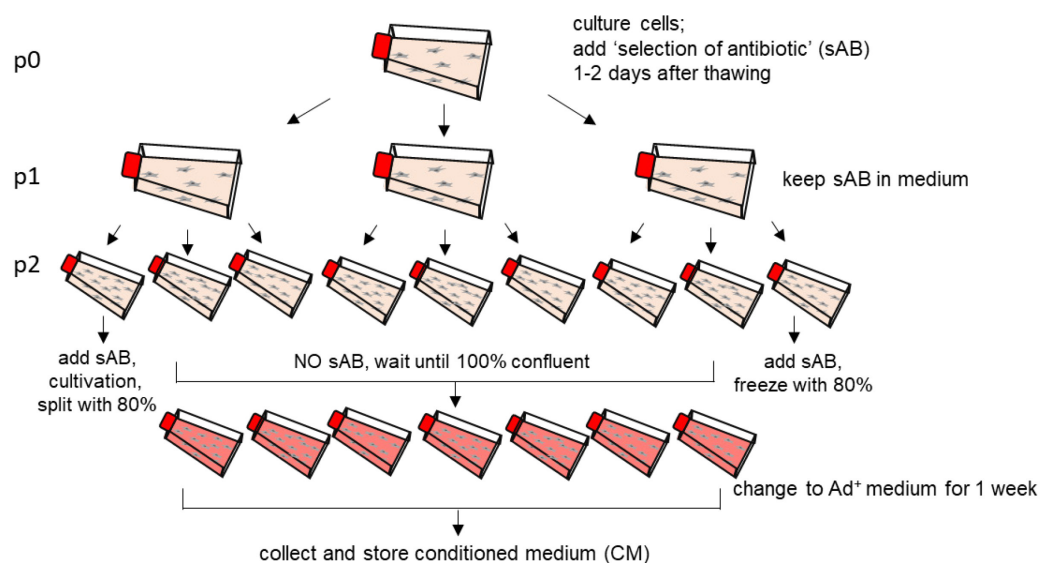 p0
culture cells;
add ‘selection of antibiotic’ (sAB)
1-2 days after thawing
p1
keep sAB in medium
p2
add sAB,
cultivation,
split with 80%
NO sAB, wait until 100% confluent
add sAB,
freeze with 80%
change to Ad⁺ medium for 1 week
collect and store conditioned medium (CM)